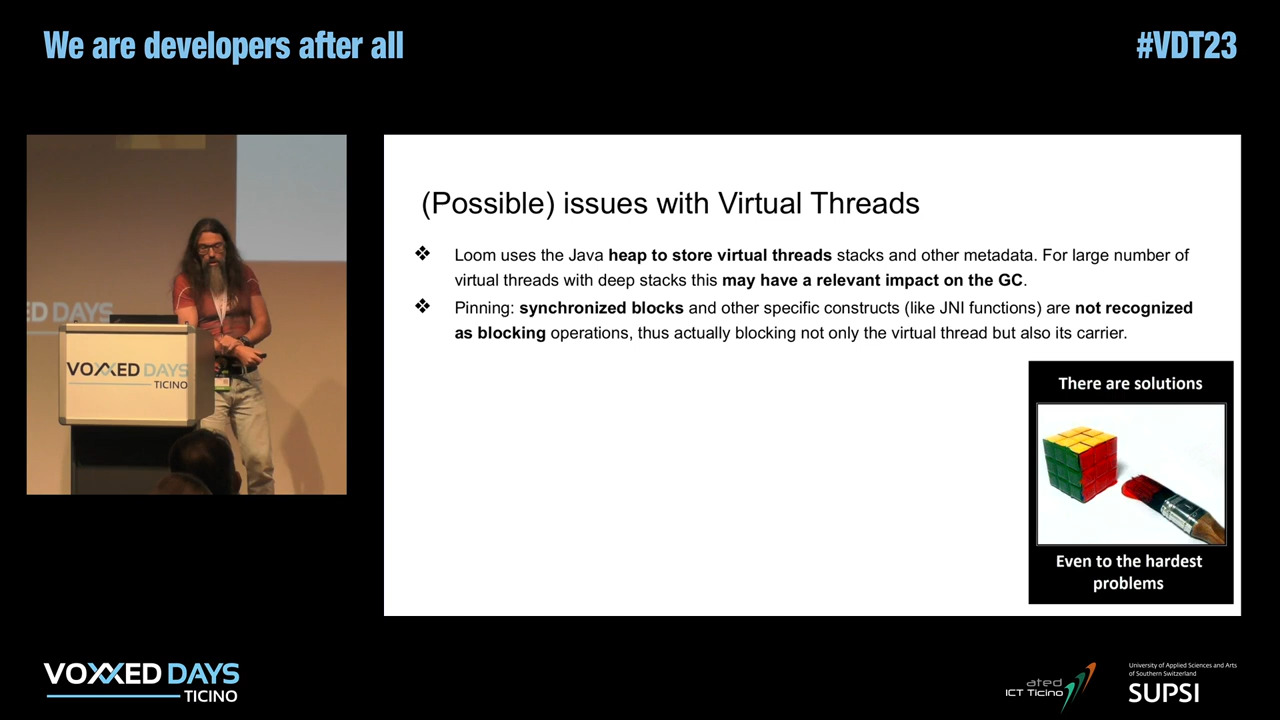 We are developers after all
#VDT23
ED DAYS
VOXXED DAYS
TICINO
(Possible) issues with Virtual Threads
❖ Loom uses the Java heap to store virtual threads stacks and other metadata. For large number of
virtual threads with deep stacks this may have a relevant impact on the GC.
❖ Pinning: synchronized blocks and other specific constructs (like JNI functions) are not recognized
as blocking operations, thus actually blocking not only the virtual thread but also its carrier.
There are solutions
Even to the hardest
problems
VOXXED DAYS
TICINO
ated
ICT Ticino
University of Applied Sciences and Arts
of Southern Switzerland
SUPSI